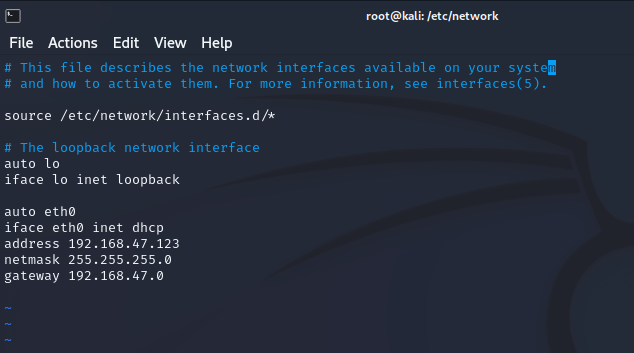 root@kali: /etc/network
File Actions Edit View Help
# This file describes the network interfaces available on your system
# and how to activate them. For more information, see interfaces(5).
source /etc/network/interfaces.d/*
# The loopback network interface
auto lo
iface lo inet loopback
auto eth0
iface eth0 inet dhcp
address 192.168.47.123
netmask 255.255.255.0
gateway 192.168.47.0
~
~
~